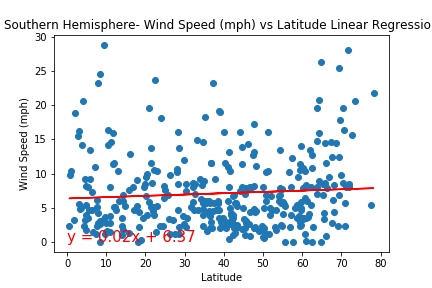 Southern Hemisphere- Wind Speed (mph) vs Latitude Linear Regressio
30
25
20
15
10
5
0
Wind Speed (mph)
y = 0.02x + 6.37
0 10 20 30 40 50 60 70 80
Latitude